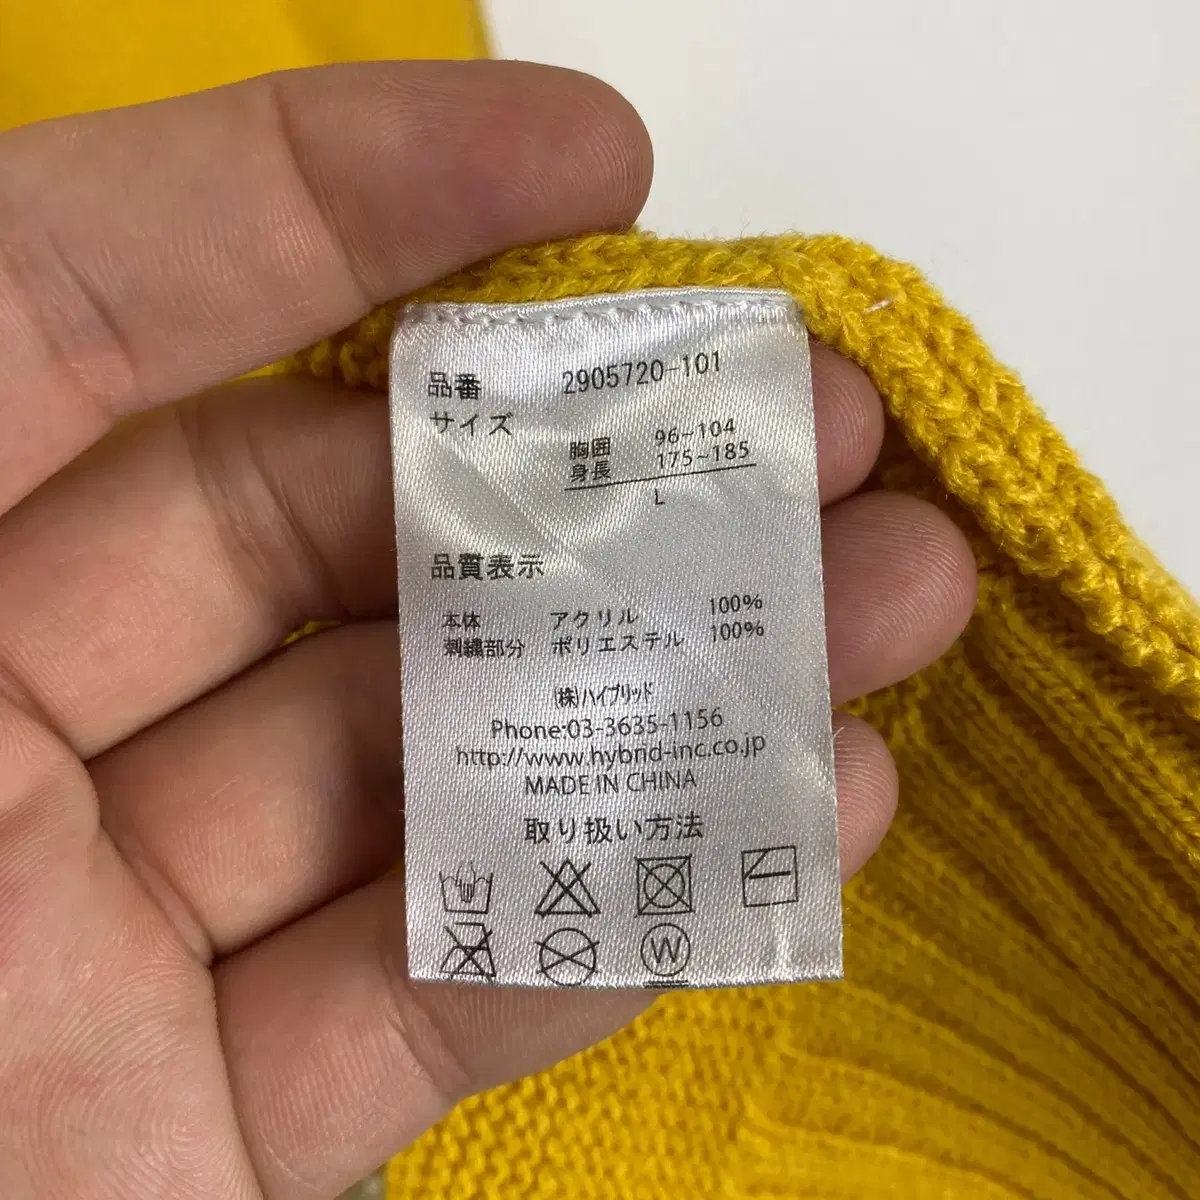 品番 2905720-101
サイズ
胸囲 96~104
身長 175~185
L
品質表示
本体 アクリル 100%
刺繍部分 ポリエステル 100%
(株)ハイブリッド
Phone:03-3635-1156
http://www.hybrid-inc.co.jp
MADE IN CHINA
取り扱い方法
W